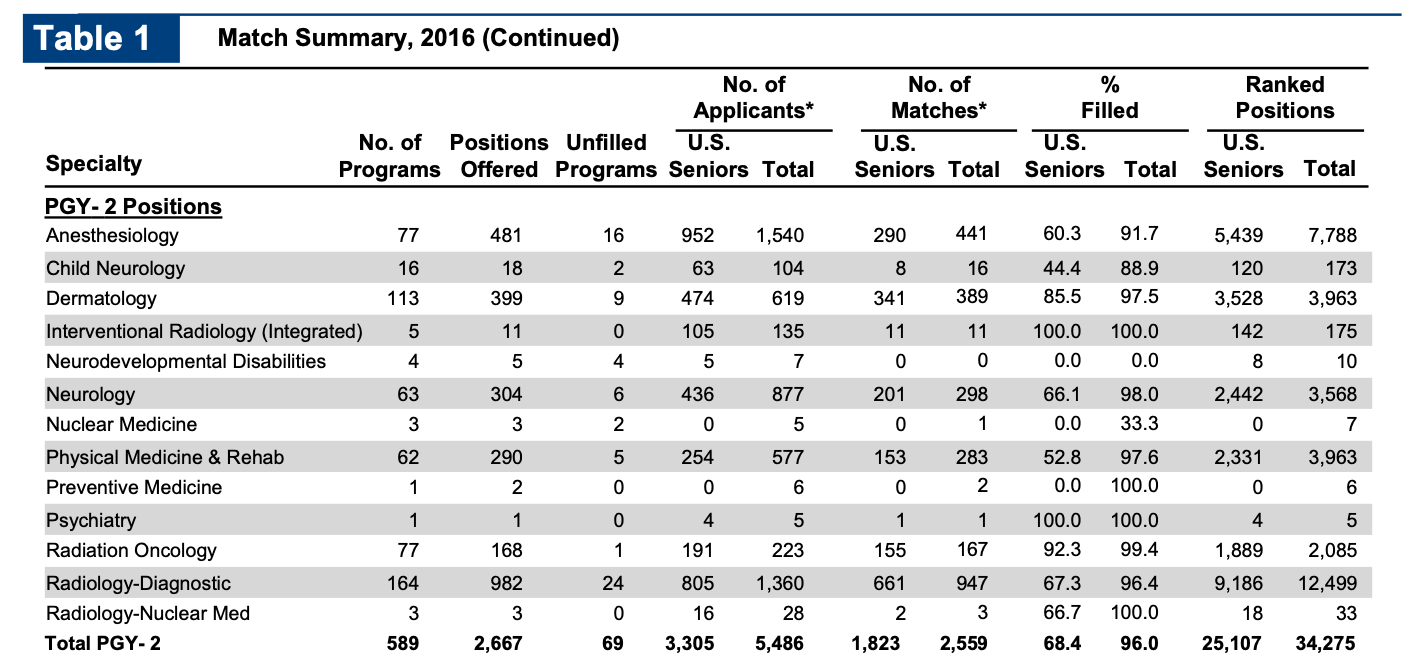 Table 1 Match Summary, 2016 (Continued)
No. of No. of % Ranked
Applicants* Matches* Filled Positions
No. of Positions Unfilled U.S. U.S. U.S. U.S.
Specialty Programs Offered Programs Seniors Total Seniors Total Seniors Total Seniors Total
PGY- 2 Positions
Anesthesiology 77 481 16 952 1,540 290 441 60.3 91.7 5,439 7,788
Child Neurology 16 18 2 63 104 8 16 44.4 88.9 120 173
Dermatology 113 399 9 474 619 341 389 85.5 97.5 3,528 3,963
Interventional Radiology (Integrated) 5 11 0 105 135 11 11 100.0 100.0 142 175
Neurodevelopmental Disabilities 4 5 4 5 7 0 0 0.0 0.0 8 10
Neurology 63 304 6 436 877 201 298 66.1 98.0 2,442 3,568
Nuclear Medicine 3 3 2 0 5 0 1 0.0 33.3 0 7
Physical Medicine & Rehab 62 290 5 254 577 153 283 52.8 97.6 2,331 3,963
Preventive Medicine 1 2 0 0 6 0 2 0.0 100.0 0 6
Psychiatry 1 1 0 4 5 1 1 100.0 100.0 4 5
Radiation Oncology 77 168 1 191 223 155 167 92.3 99.4 1,889 2,085
Radiology-Diagnostic 164 982 24 805 1,360 661 947 67.3 96.4 9,186 12,499
Radiology-Nuclear Med 3 3 0 16 28 2 3 66.7 100.0 18 33
Total PGY- 2 589 2,667 69 3,305 5,486 1,823 2,559 68.4 96.0 25,107 34,275